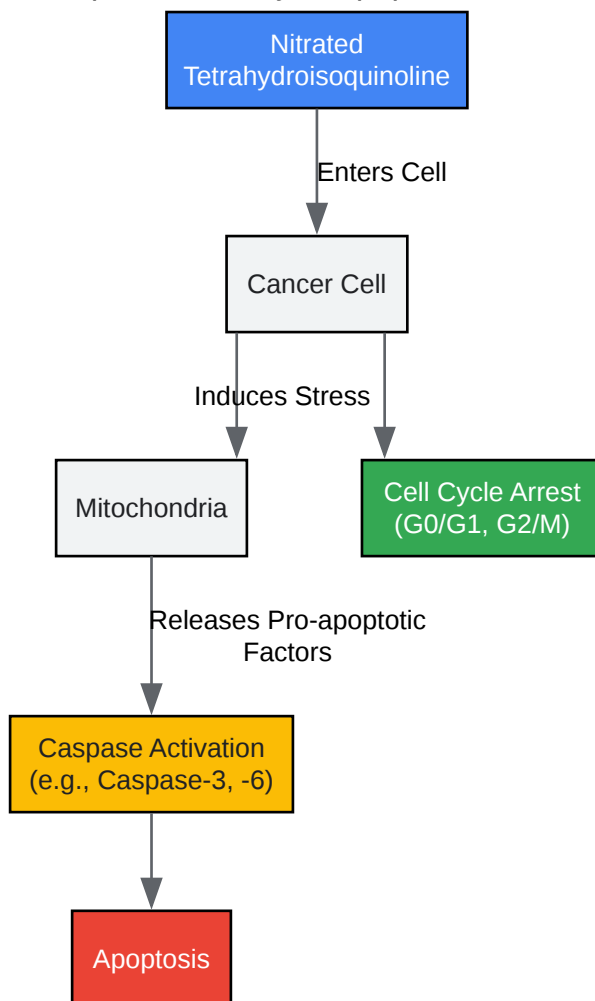 Nitrated
Tetrahydroisoquinoline
Enters Cell
Cancer Cell
Induces Stress
Mitochondria
Cell Cycle Arrest
(G0/G1, G2/M)
Releases Pro-apoptotic
Factors
Caspase Activation
(e.g., Caspase-3, -6)
Apoptosis